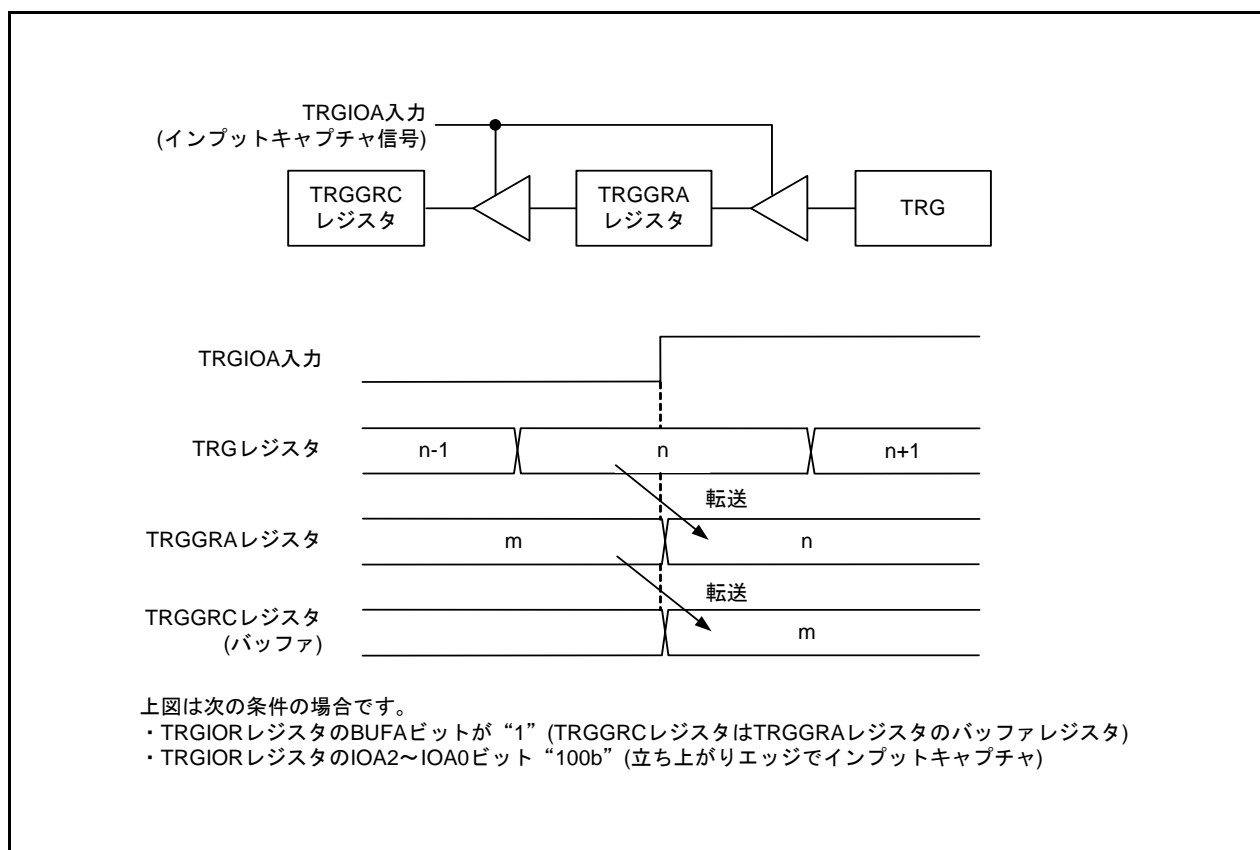 TRGIOA入力
(インプットキャプチャ信号)
TRGGRC
レジスタ
TRGGRA
レジスタ
TRG
TRGIOA入力
TRGレジスタ
n-1
n
n+1
転送
TRGGRAレジスタ
m
n
転送
TRGGRCレジスタ
(バッファ)
m
上図は次の条件の場合です。
・TRGIORレジスタのBUFAビットが“1”(TRGGRCレジスタはTRGGRAレジスタのバッファレジスタ)
・TRGIORレジスタのIOA2～IOA0ビット“100b”(立ち上がりエッジでインプットキャプチャ)